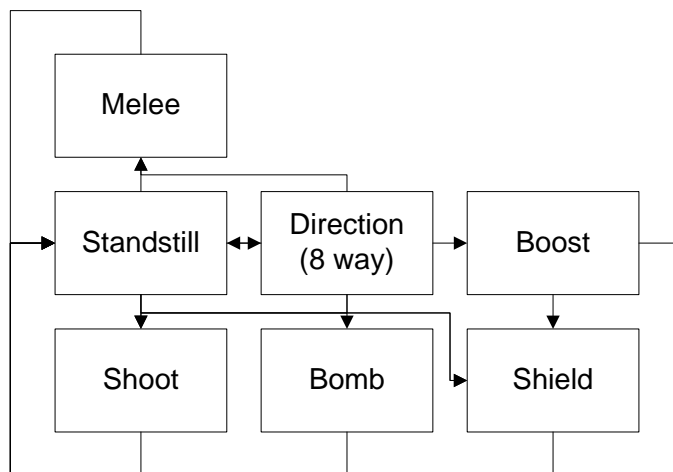 Melee
Standstill
Direction
(8 way)
Boost
Shoot
Bomb
Shield